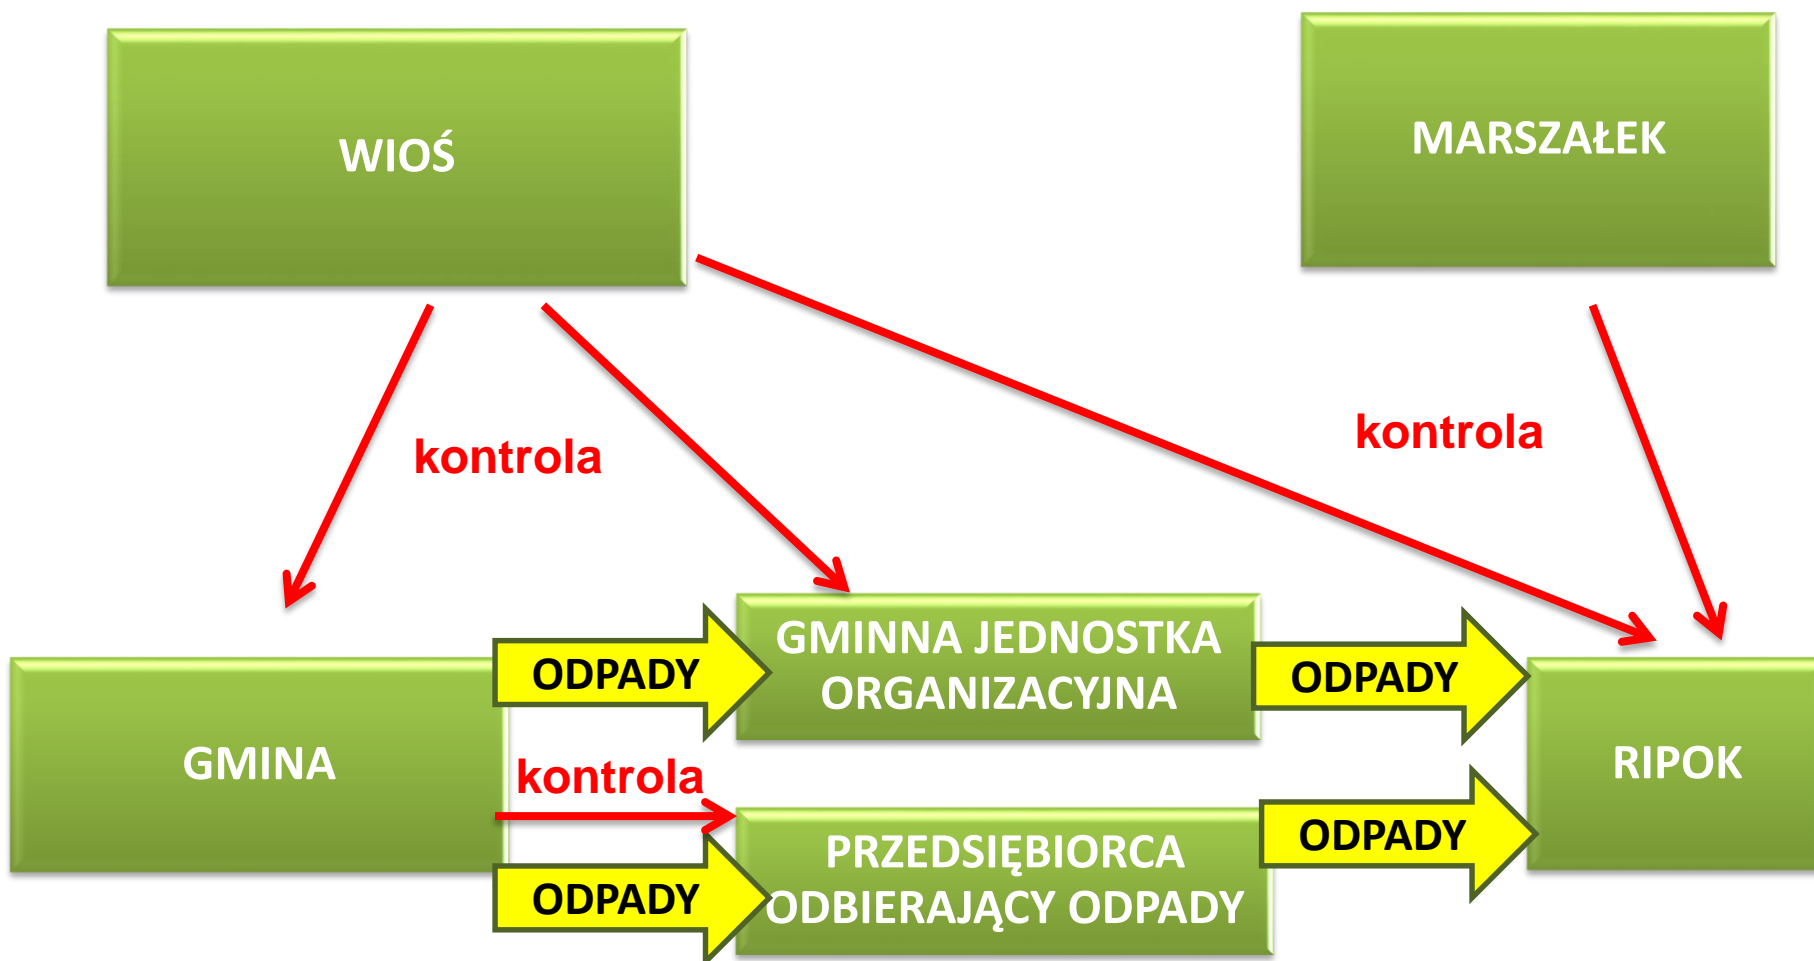 WIOŚ
MARSZAŁEK
kontrola
kontrola
GMINA
ODPADY
GMINNA JEDNOSTKA
ORGANIZACYJNA
ODPADY
RIPOK
kontrola
ODPADY
PRZEDSIĘBIORCA
ODBIERAJĄCY ODPADY
ODPADY